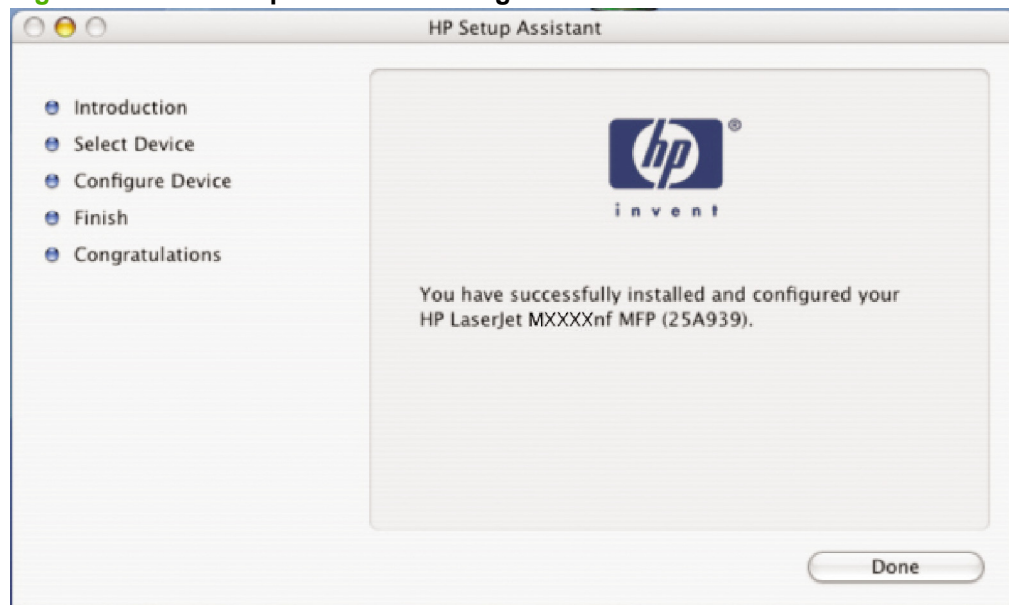 HP Setup Assistant
Introduction
Select Device
Configure Device
Finish
Congratulations
hp ®
invent
You have successfully installed and configured your
HP LaserJet MXXXXnf MFP (25A939).
Done